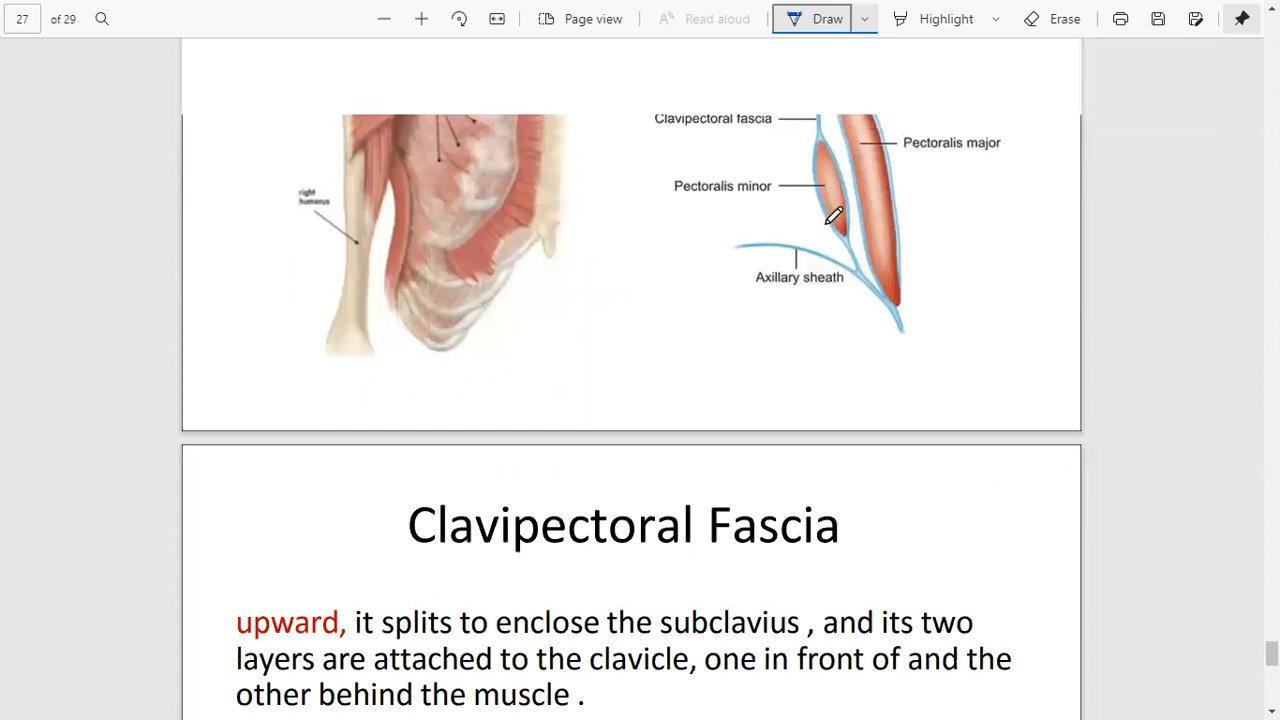 27 of 29
Page view
Read aloud
Draw
Highlight
Erase
right
humerus
Clavipectoral fascia
Pectoralis major
Pectoralis minor
Axillary sheath
Clavipectoral Fascia
upward, it splits to enclose the subclavius , and its two
layers are attached to the clavicle, one in front of and the
other behind the muscle .